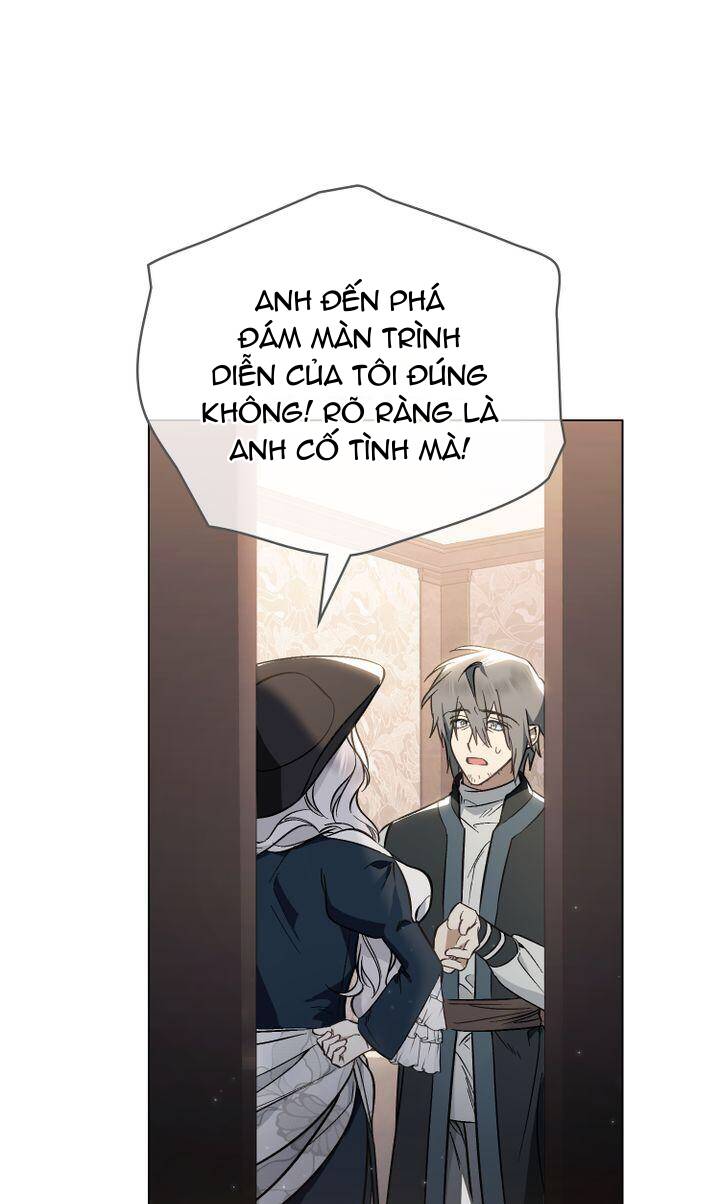 ANH ĐẾN PHÁ
ĐÁM MÀN TRÌNH
DIỄN CỦA TÔI ĐÚNG
KHÔNG! RÕ RÀNG LÀ
ANH CỐ TÌNH MÀ!